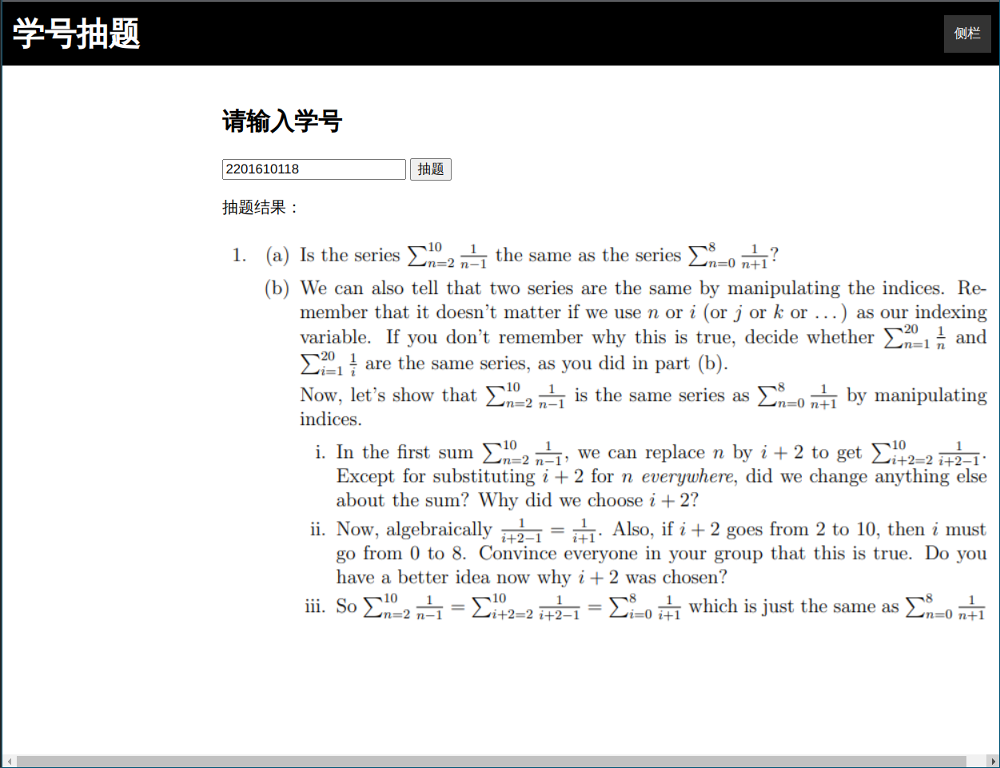 学号抽题
侧栏
请输入学号
2201610118 抽题
抽题结果：
1. (a) Is the series $\sum_{n=2}^{10} \frac{1}{n-1}$ the same as the series $\sum_{n=0}^{8} \frac{1}{n+1}$?
(b) We can also tell that two series are the same by manipulating the indices. Re-
member that it doesn't matter if we use $n$ or $i$ (or $j$ or $k$ or ...) as our indexing
variable. If you don't remember why this is true, decide whether $\sum_{n=1}^{20} \frac{1}{n}$ and
$\sum_{i=1}^{20} \frac{1}{i}$ are the same series, as you did in part (b).
Now, let's show that $\sum_{n=2}^{10} \frac{1}{n-1}$ is the same series as $\sum_{n=0}^{8} \frac{1}{n+1}$ by manipulating
indices.
i. In the first sum $\sum_{n=2}^{10} \frac{1}{n-1}$, we can replace $n$ by $i+2$ to get $\sum_{i+2=2}^{10} \frac{1}{i+2-1}$.
Except for substituting $i+2$ for $n$ everywhere, did we change anything else
about the sum? Why did we choose $i+2$?
ii. Now, algebraically $\frac{1}{i+2-1} = \frac{1}{i+1}$. Also, if $i+2$ goes from 2 to 10, then $i$ must
go from 0 to 8. Convince everyone in your group that this is true. Do you
have a better idea now why $i+2$ was chosen?
iii. So $\sum_{n=2}^{10} \frac{1}{n-1} = \sum_{i+2=2}^{10} \frac{1}{i+2-1} = \sum_{i=0}^{8} \frac{1}{i+1}$ which is just the same as $\sum_{n=0}^{8} \frac{1}{n+1}$